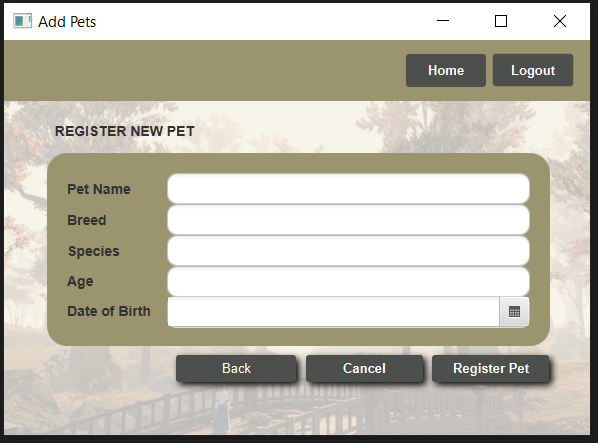 Add Pets
Home Logout
REGISTER NEW PET
Pet Name
Breed
Species
Age
Date of Birth
Back Cancel Register Pet